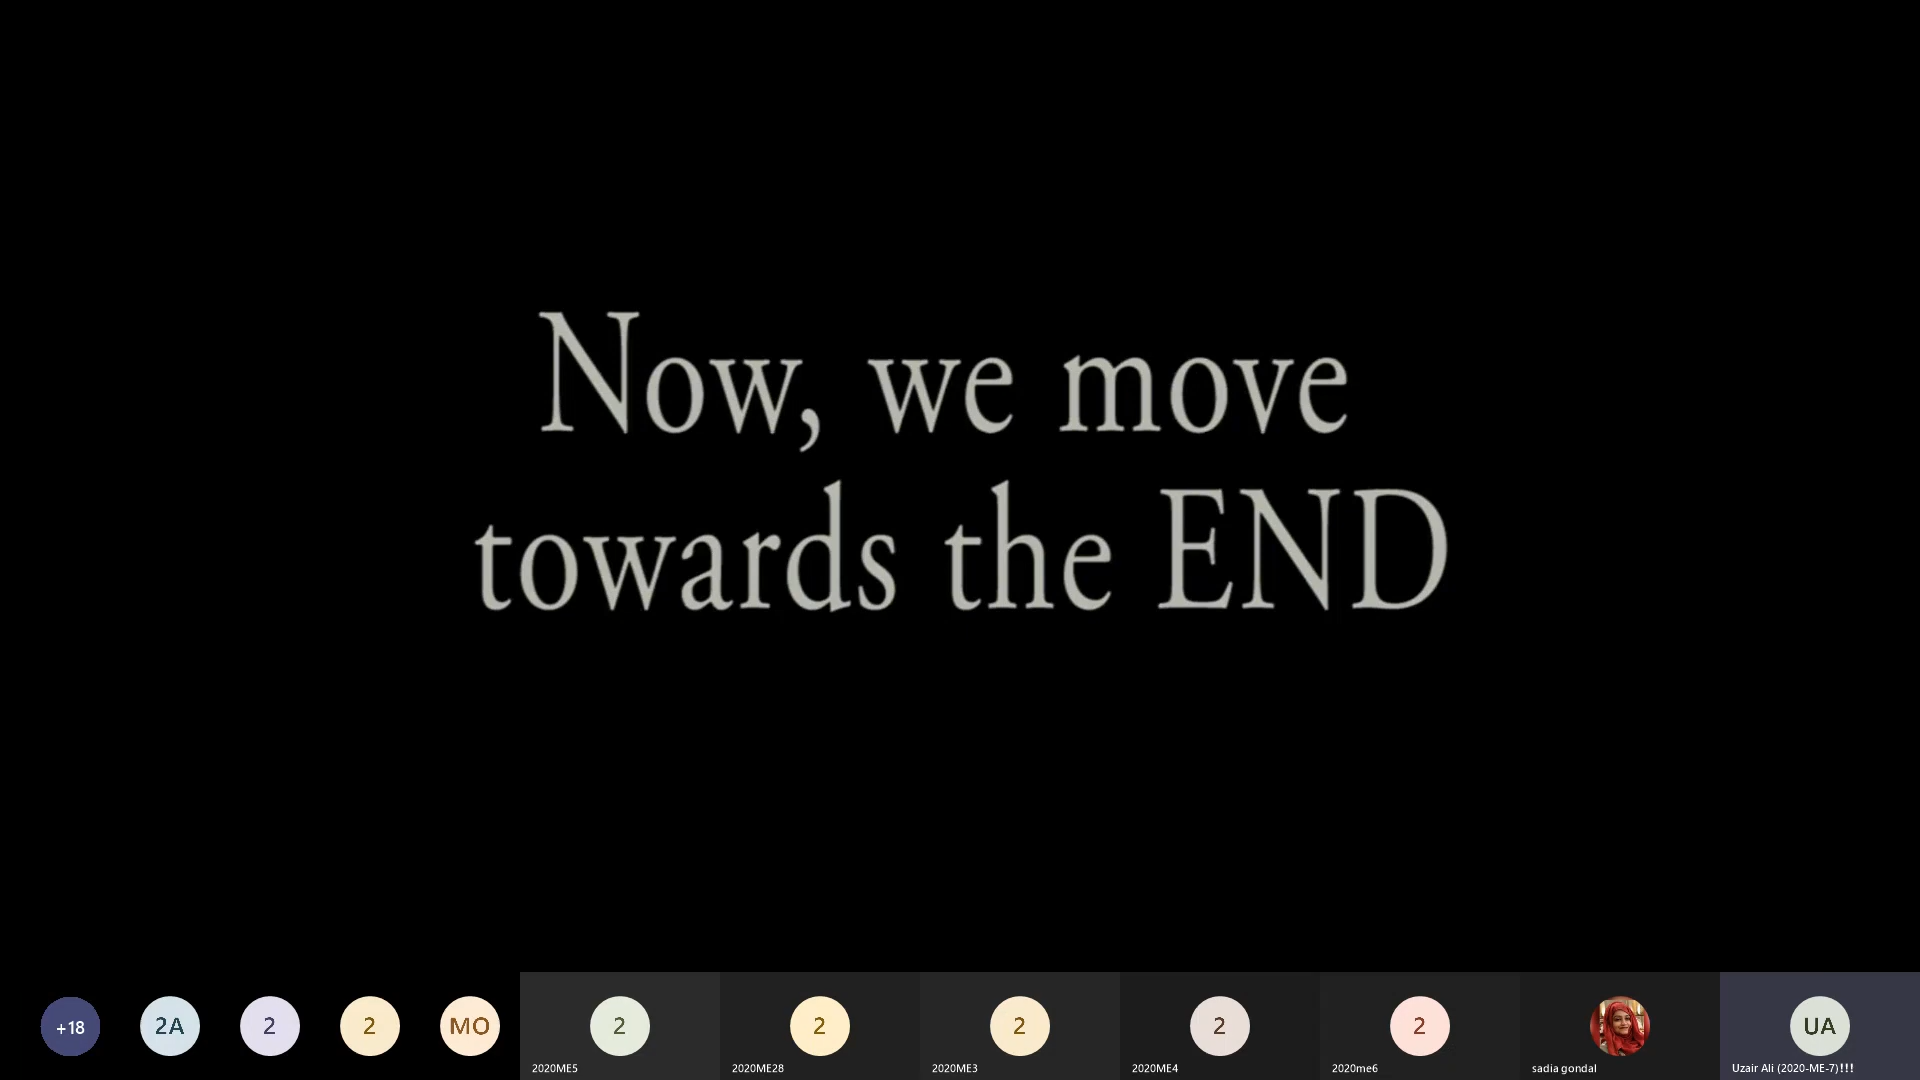 Now, we move
towards the END
+18
2A
2
2
MO
2
2020ME5
2
2020ME28
2
2020ME3
2
2020ME4
2
2020me6
sadia gondal
UA
Uzair Ali (2020-ME-7)!!!